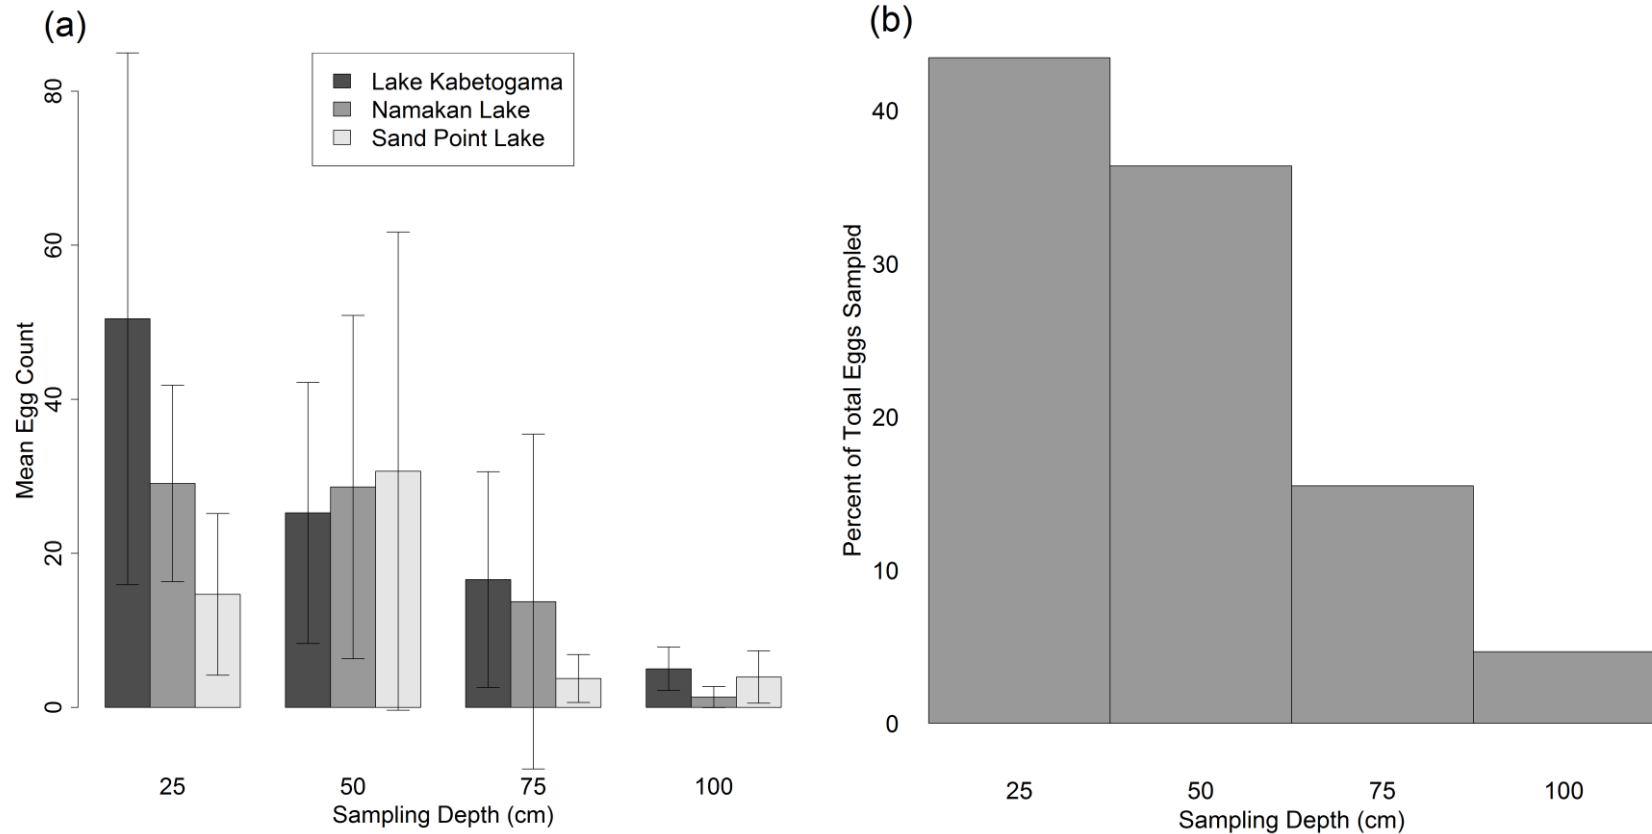 (a)
Lake Kabetogama
Namakan Lake
Sand Point Lake
Mean Egg Count
80
60
40
20
0
25 50 75 100
Sampling Depth (cm)
(b)
Percent of Total Eggs Sampled
40
30
20
10
0
25 50 75 100
Sampling Depth (cm)